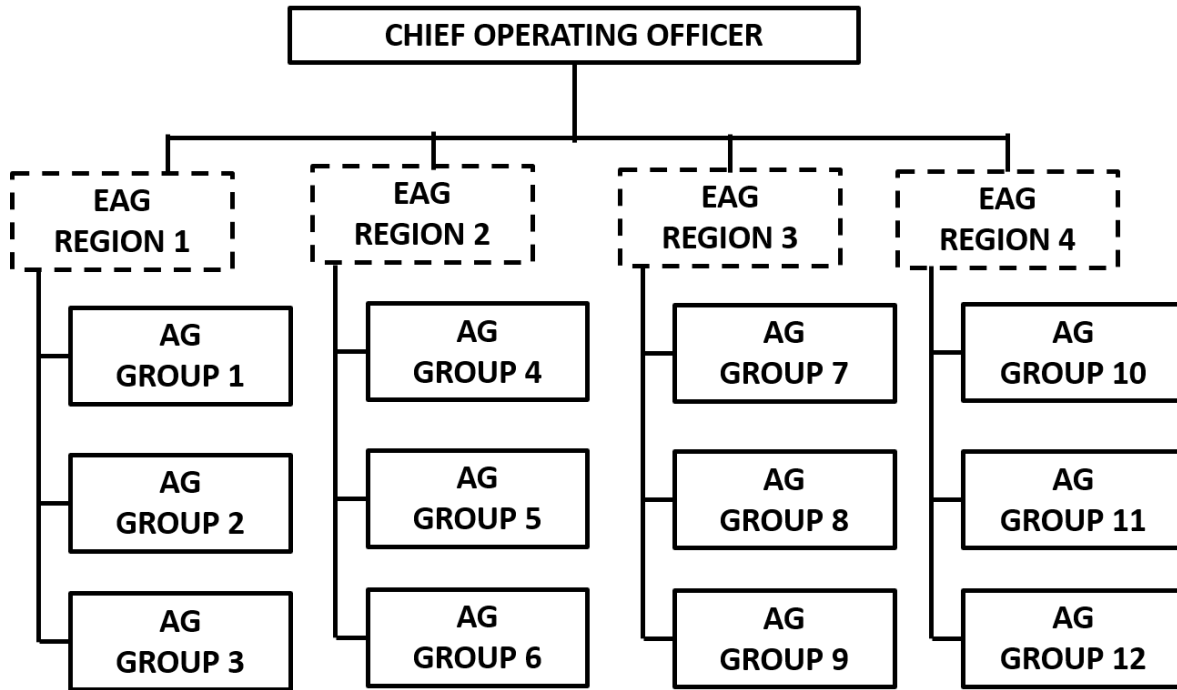 CHIEF OPERATING OFFICER
EAG
REGION 1
EAG
REGION 2
EAG
REGION 3
EAG
REGION 4
AG
GROUP 1
AG
GROUP 2
AG
GROUP 3
AG
GROUP 4
AG
GROUP 5
AG
GROUP 6
AG
GROUP 7
AG
GROUP 8
AG
GROUP 9
AG
GROUP 10
AG
GROUP 11
AG
GROUP 12